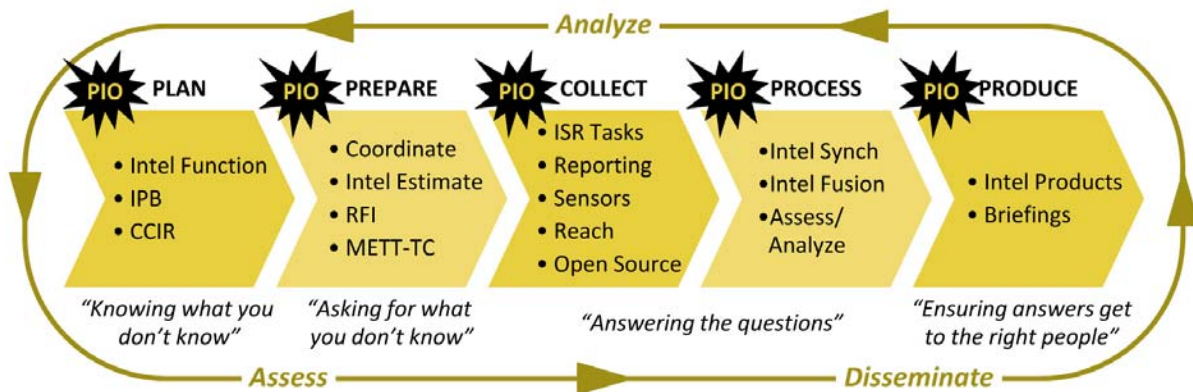 Analyze
PIO PLAN
• Intel Function
• IPB
• CCIR
"Knowing what you
don't know"
PIO PREPARE
• Coordinate
• Intel Estimate
• RFI
• METT-TC
"Asking for what
you don't know"
PIO COLLECT
• ISR Tasks
• Reporting
• Sensors
• Reach
• Open Source
PIO PROCESS
•Intel Synch
•Intel Fusion
•Assess/
Analyze
"Answering the questions"
PIO PRODUCE
• Intel Products
• Briefings
"Ensuring answers get
to the right people"
Assess
Disseminate